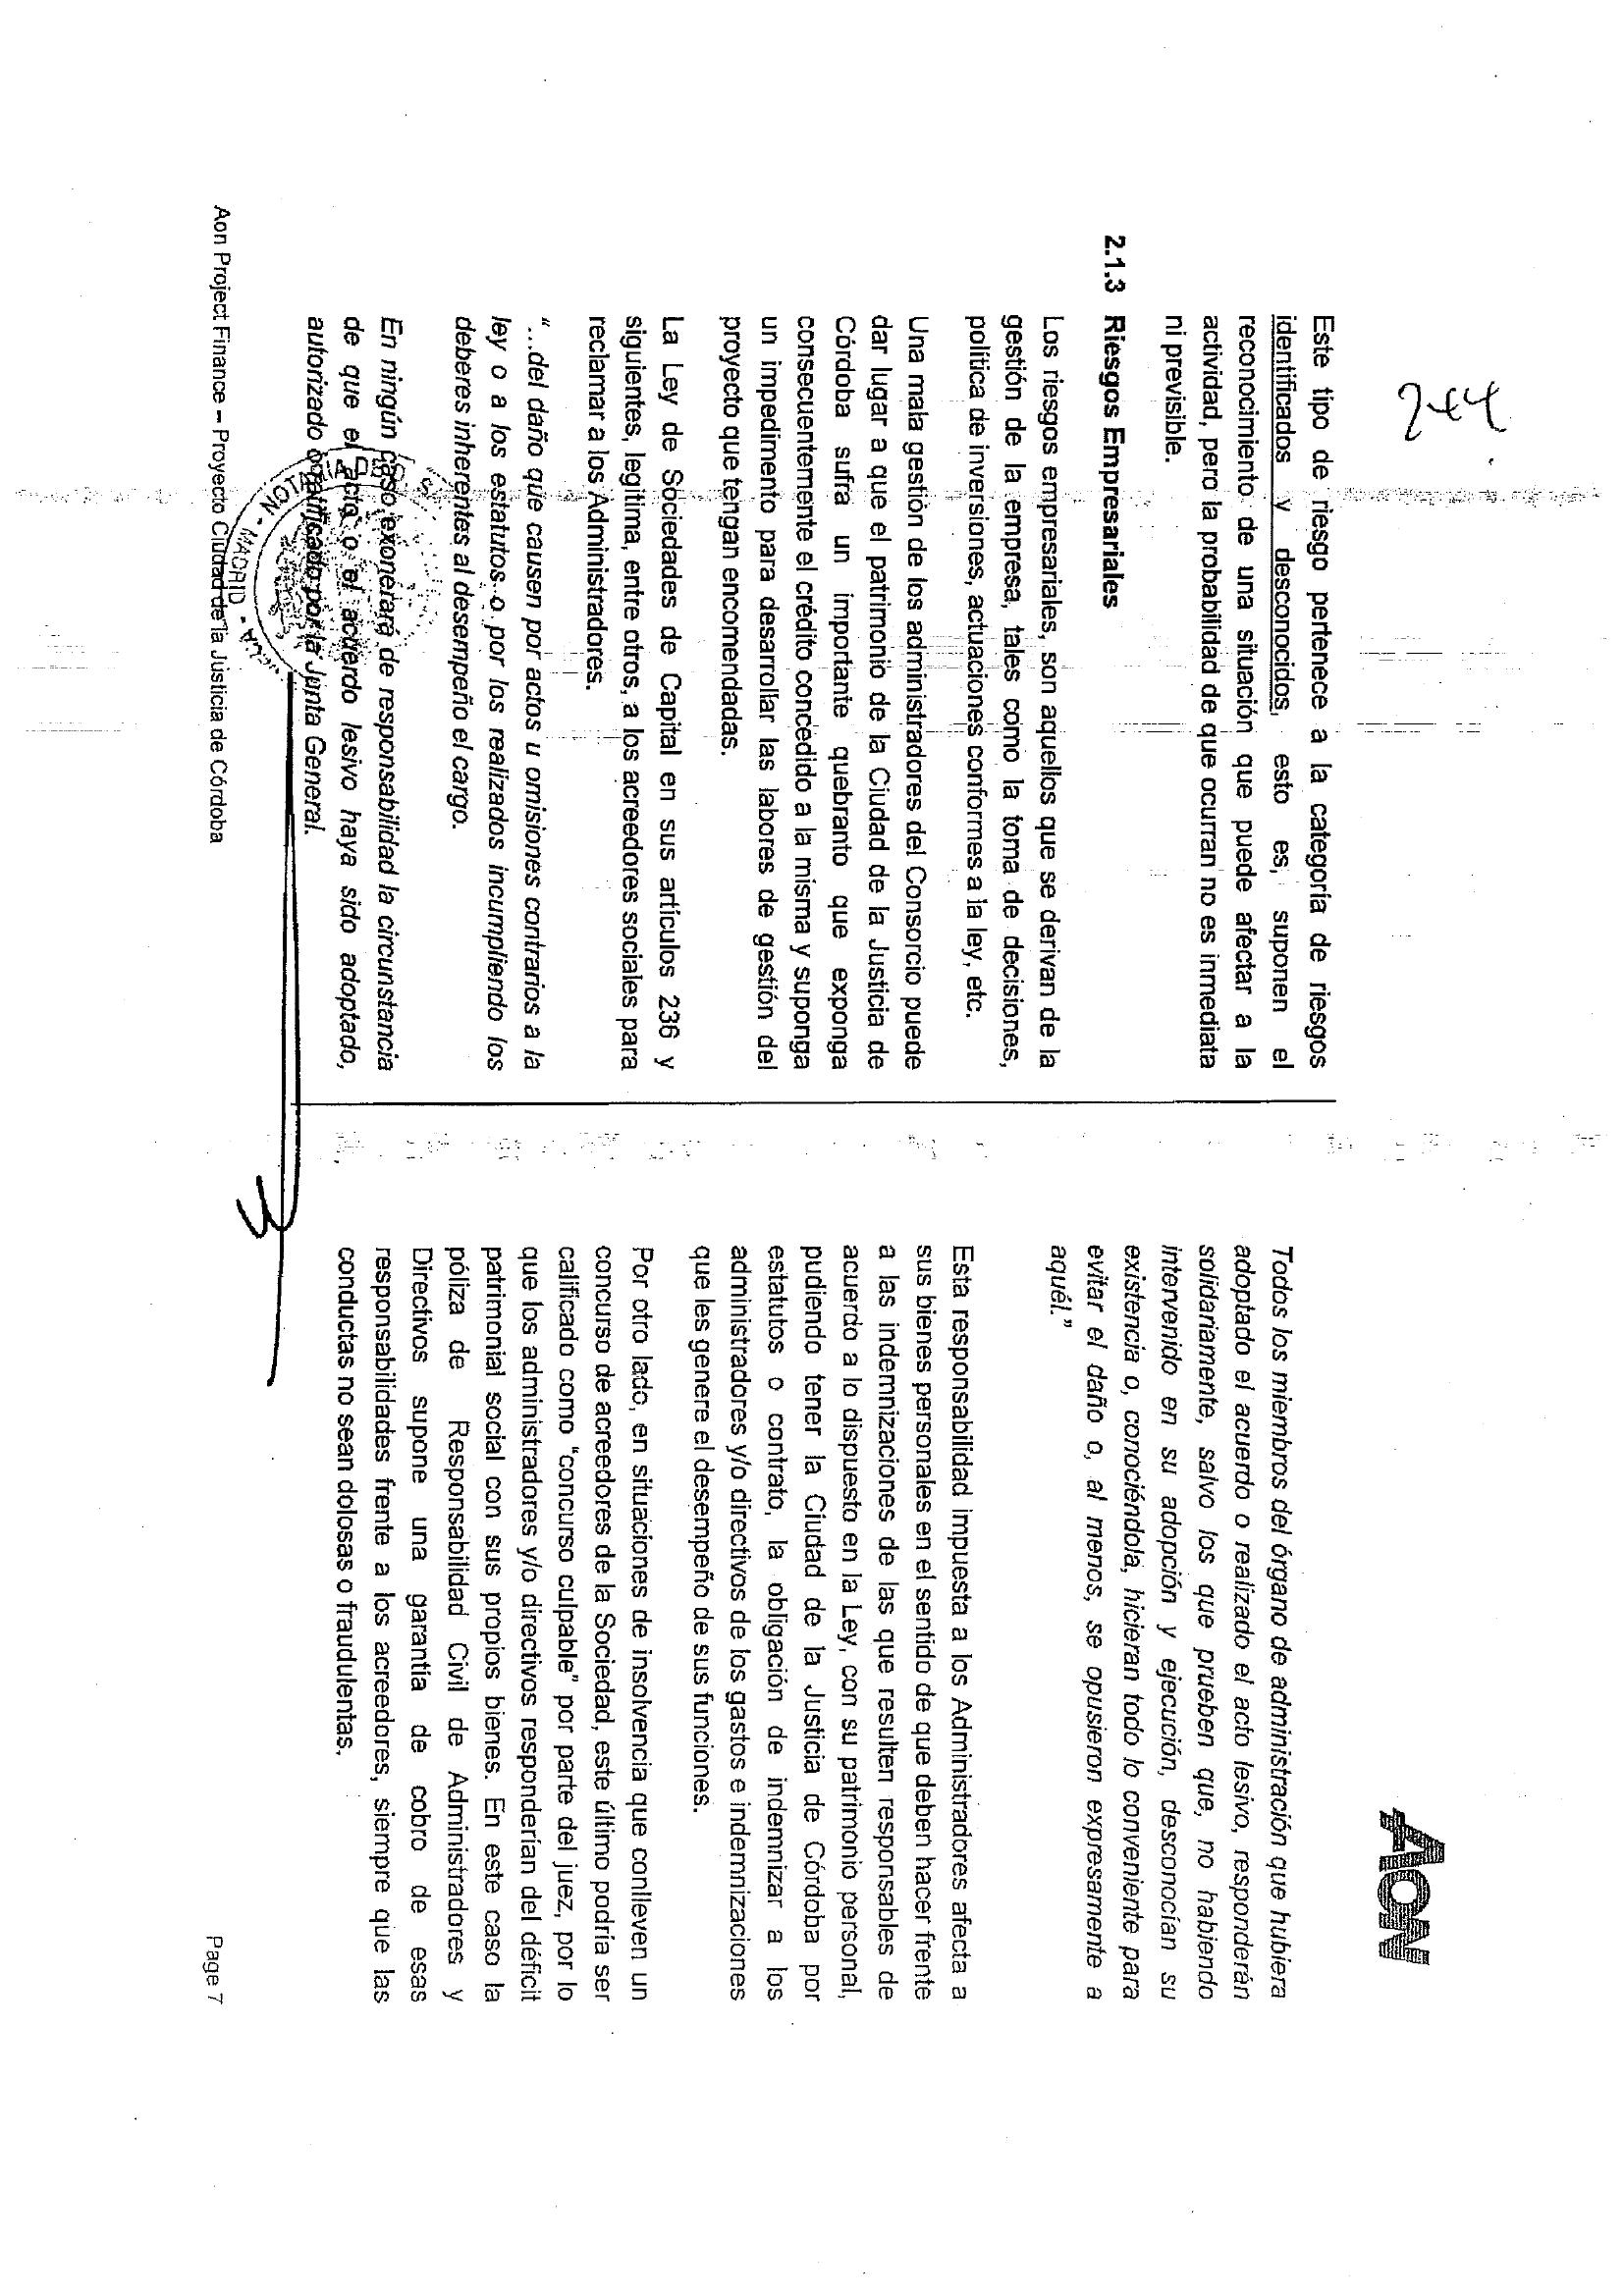 244.
AON
Este tipo de riesgo pertenece a la categoría de riesgos
identificados y desconocidos, esto es, suponen el
reconocimiento de una situación que puede afectar a la
actividad, pero la probabilidad de que ocurran no es inmediata
ni previsible.
2.1.3 Riesgos Empresariales
Los riesgos empresariales, son aquellos que se derivan de la
gestión de la empresa, tales como la toma de decisiones,
política de inversiones, actuaciones conformes a la ley, etc.
Una mala gestión de los administradores del Consorcio puede
dar lugar a que el patrimonio de la Ciudad de la Justicia de
Córdoba sufra un importante quebranto que exponga
consecuentemente el crédito concedido a la misma y suponga
un impedimento para desarrollar las labores de gestión del
proyecto que tengan encomendadas.
La Ley de Sociedades de Capital en sus artículos 236 y
siguientes, legitima, entre otros, a los acreedores sociales para
reclamar a los Administradores.
“...del daño que causen por actos u omisiones contrarios a la
ley o a los estatutos o por los realizados incumpliendo los
deberes inherentes al desempeño el cargo.
En ningún caso exonerará de responsabilidad la circunstancia
de que el acto o el acuerdo lesivo haya sido adoptado,
autorizado o ratificado por la Junta General.
Todos los miembros del órgano de administración que hubiera
adoptado el acuerdo o realizado el acto lesivo, responderán
solidariamente, salvo los que prueben que, no habiendo
intervenido en su adopción y ejecución, desconocían su
existencia o, conociéndola, hicieran todo lo conveniente para
evitar el daño o, al menos, se opusieron expresamente a
aquél.”
Esta responsabilidad impuesta a los Administradores afecta a
sus bienes personales en el sentido de que deben hacer frente
a las indemnizaciones de las que resulten responsables de
acuerdo a lo dispuesto en la Ley, con su patrimonio personal,
pudiendo tener la Ciudad de la Justicia de Córdoba por
estatutos o contrato, la obligación de indemnizar a los
administradores y/o directivos de los gastos e indemnizaciones
que les genere el desempeño de sus funciones.
Por otro lado, en situaciones de insolvencia que conlleven un
concurso de acreedores de la Sociedad, este último podría ser
calificado como “concurso culpable” por parte del juez, por lo
que los administradores y/o directivos responderían del déficit
patrimonial social con sus propios bienes. En este caso la
póliza de Responsabilidad Civil de Administradores y
Directivos supone una garantía de cobro de esas
responsabilidades frente a los acreedores, siempre que las
conductas no sean dolosas o fraudulentas.
MADRID
Aon Project Finance – Proyecto Ciudad de la Justicia de Córdoba
Page 7